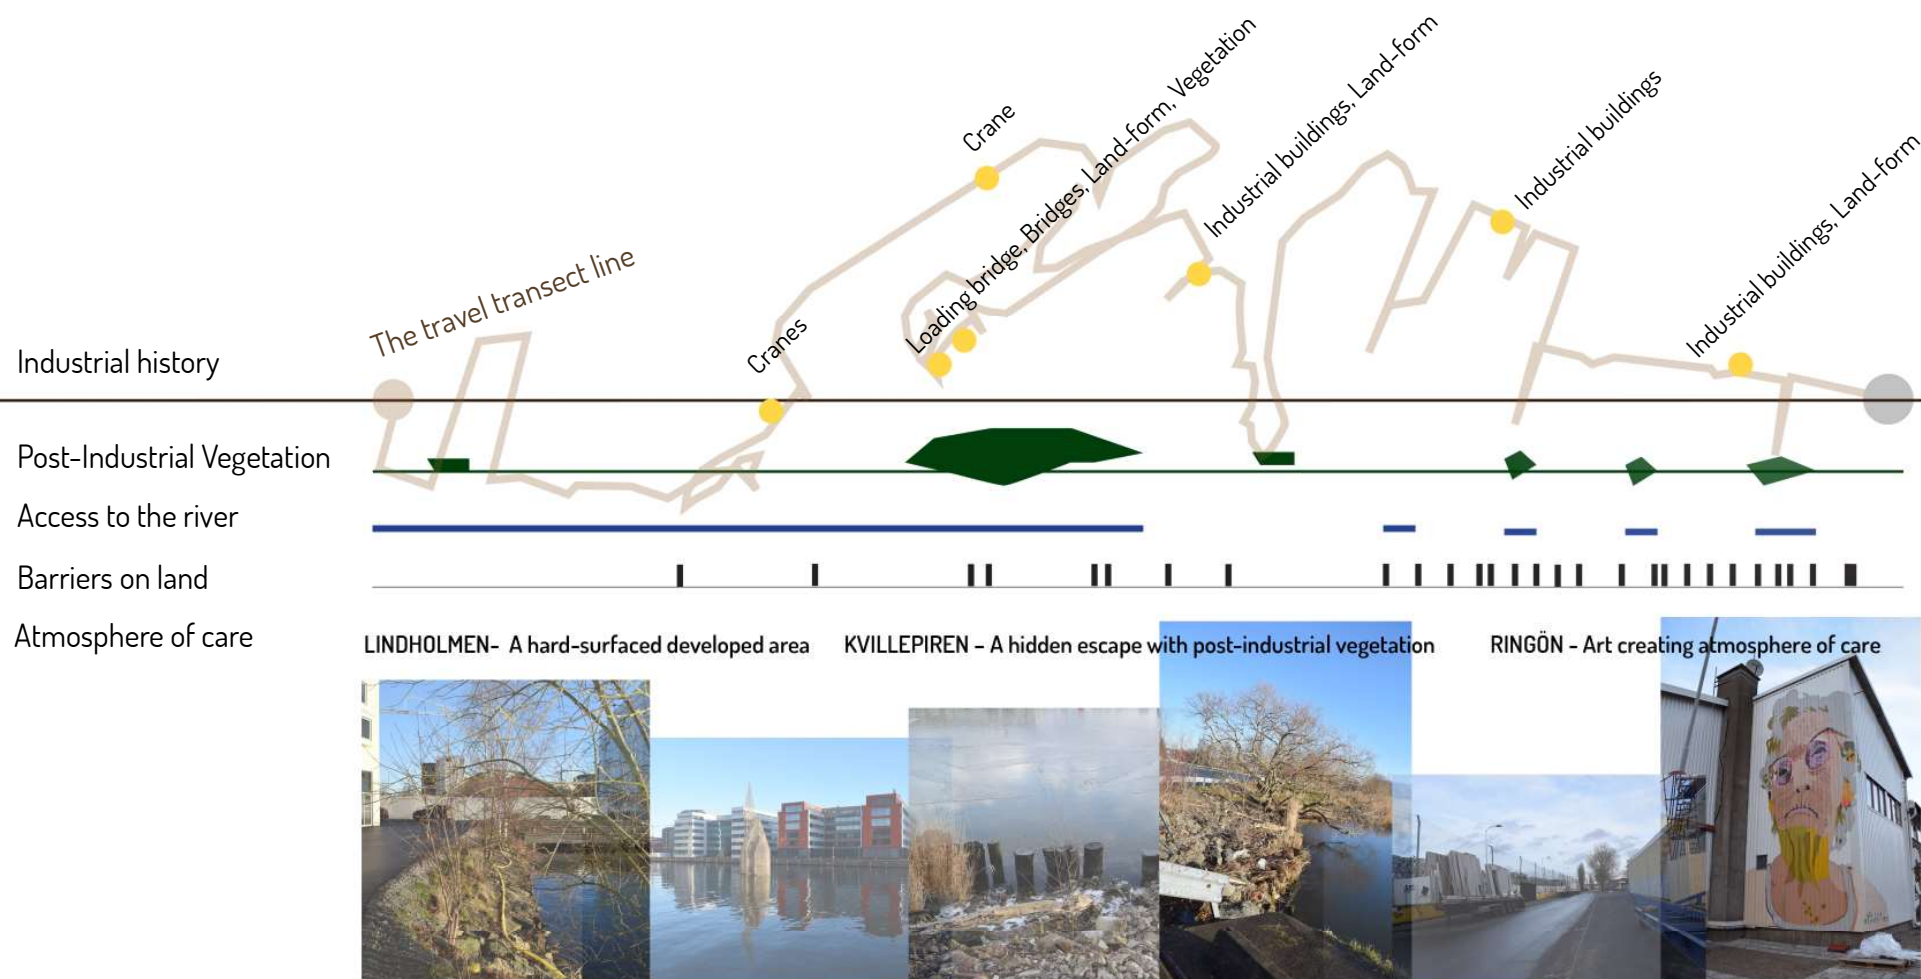 Crane
Loading bridge, Bridges, Land-form, Vegetation
Industrial buildings, Land-form
Industrial buildings
Industrial buildings, Land-form
The travel transect line
Cranes
Industrial history
Post-Industrial Vegetation
Access to the river
Barriers on land
Atmosphere of care
LINDHOLMEN- A hard-surfaced developed area
KVILLEPIREN - A hidden escape with post-industrial vegetation
RINGÖN - Art creating atmosphere of care